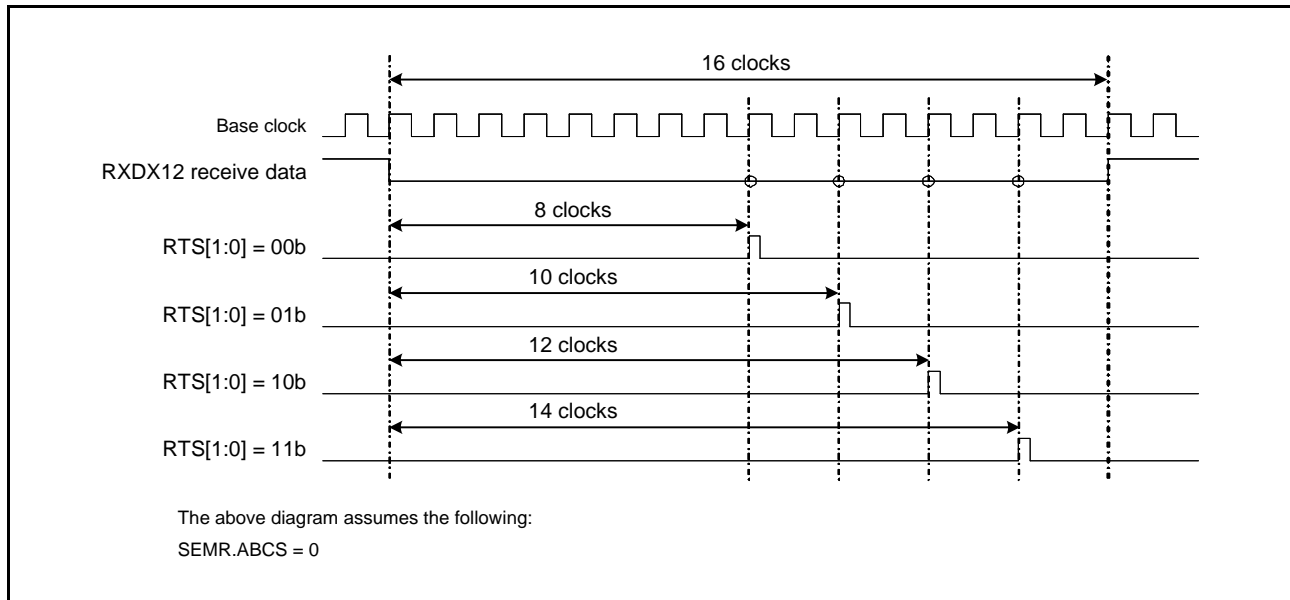 16 clocks
Base clock
RXDX12 receive data
8 clocks
RTS[1:0] = 00b
10 clocks
RTS[1:0] = 01b
12 clocks
RTS[1:0] = 10b
14 clocks
RTS[1:0] = 11b
The above diagram assumes the following:
SEMR.ABCS = 0